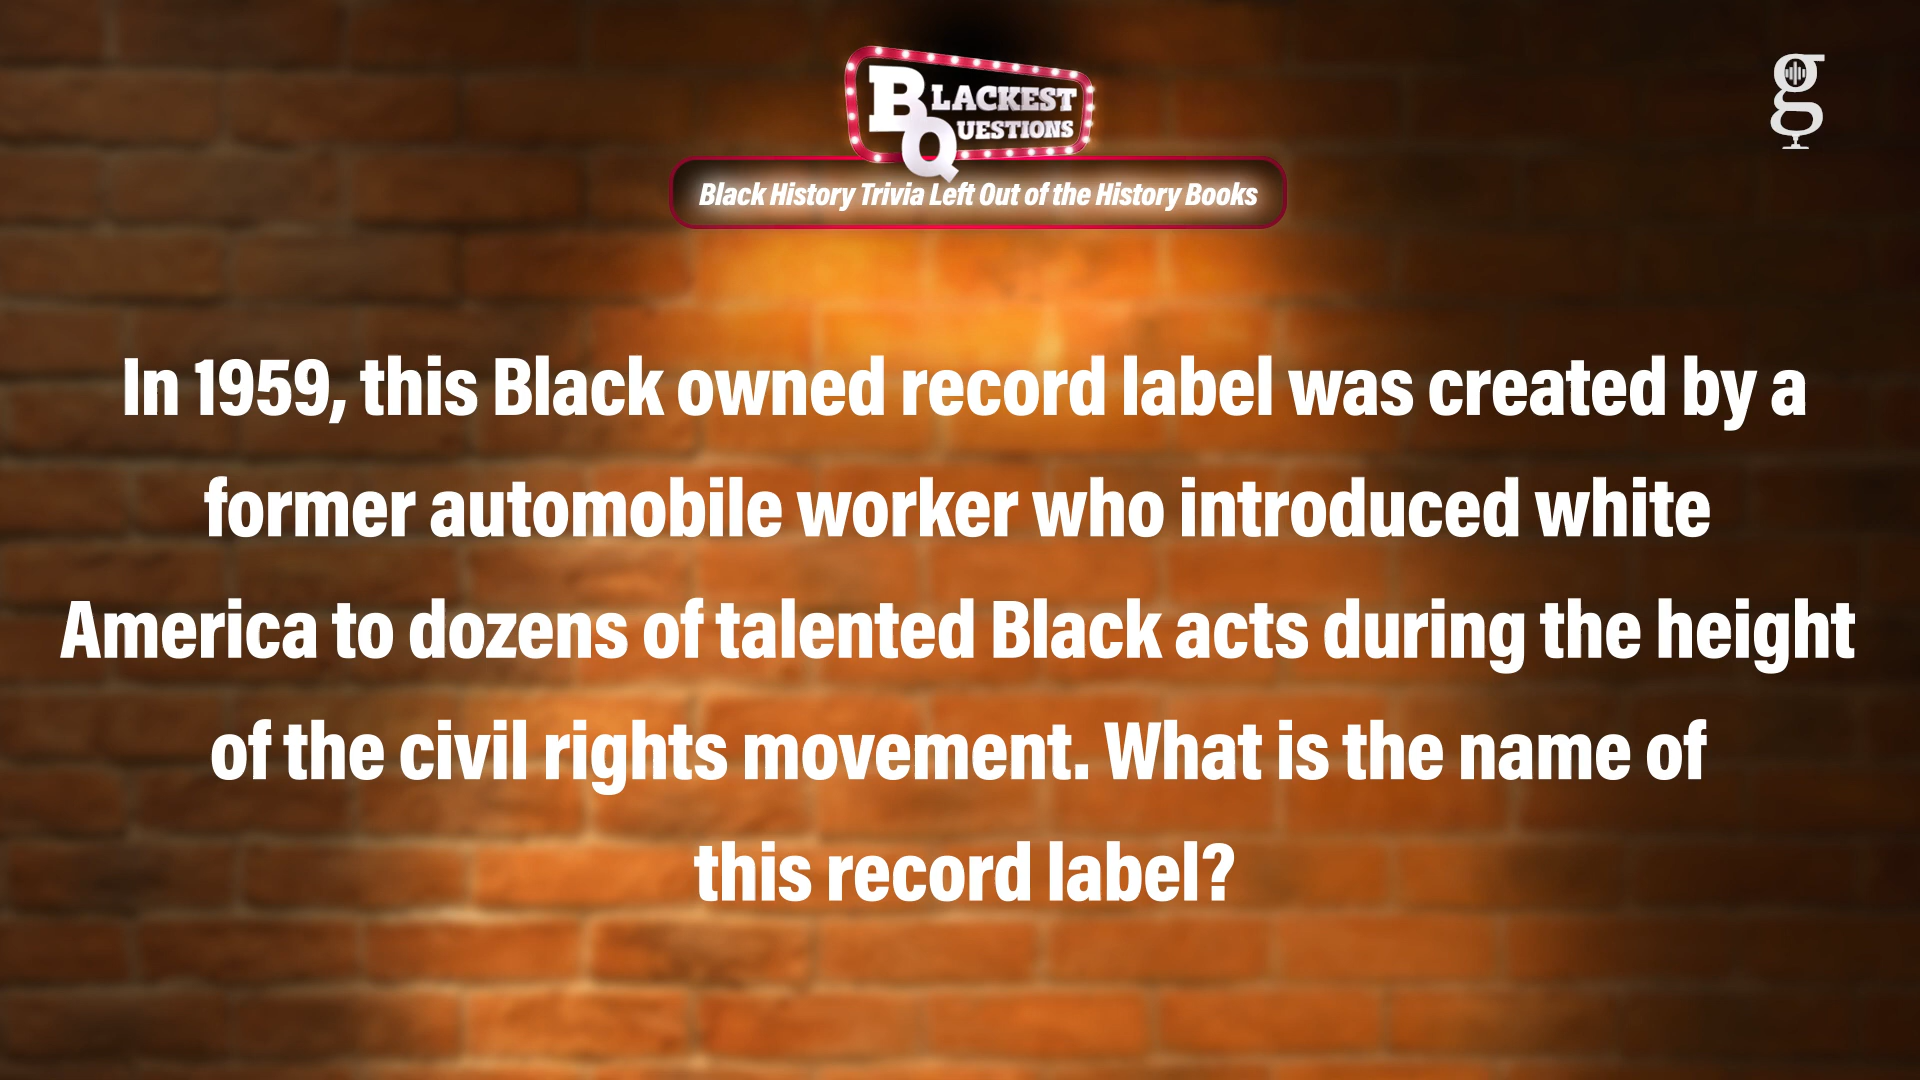 BLACKEST
QUESTIONS
Black History Trivia Left Out of the History Books
g
In 1959, this Black owned record label was created by a
former automobile worker who introduced white
America to dozens of talented Black acts during the height
of the civil rights movement. What is the name of
this record label?